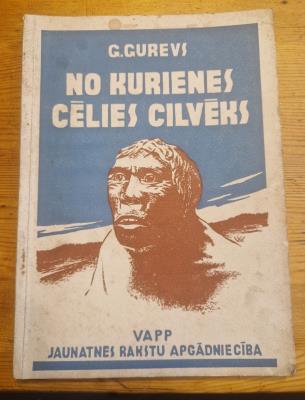 G.GUREVS
NO KURIENES
CĒLIES CILVĒKS
VAPP
JAUNATNES RAKSTU APGĀDNIECĪBA